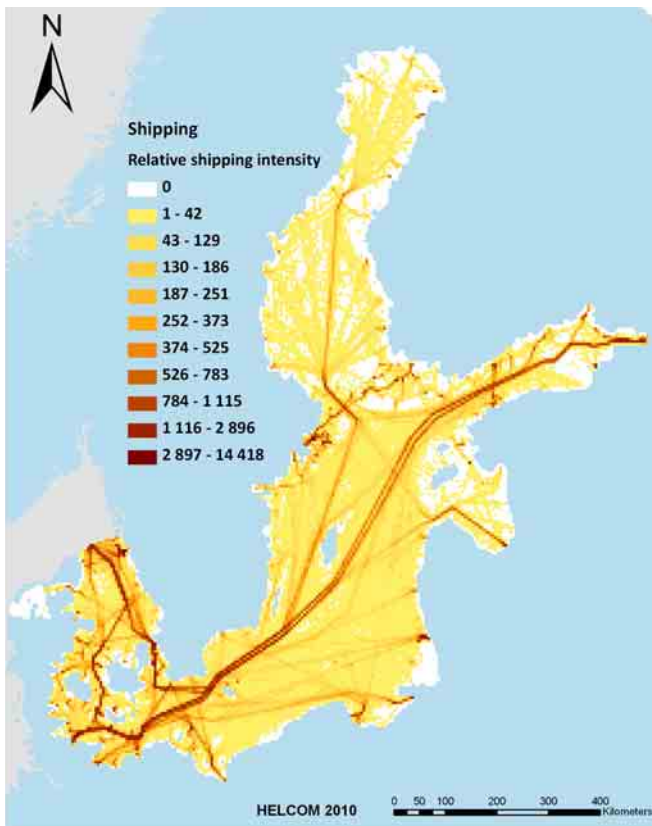 N
Shipping
Relative shipping intensity
0
1 - 42
43 - 129
130 - 186
187 - 251
252 - 373
374 - 525
526 - 783
784 - 1 115
1 116 - 2 896
2 897 - 14 418
HELCOM 2010
0 50 100 200 300 400
Kilometers